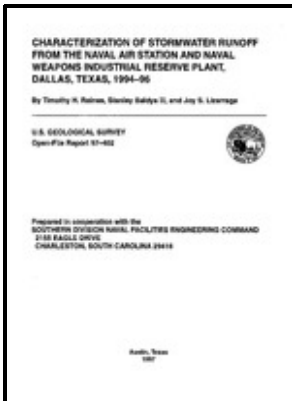 CHARACTERIZATION OF STORMWATER RUNOFF
FROM THE NAVAL AIR STATION AND NAVAL
WEAPONS INDUSTRIAL RESERVE PLANT,
DALLAS, TEXAS, 1994–96
By Timothy H. Raines, Stanley Baldys II, and Joy S. Lizarraga
U.S. GEOLOGICAL SURVEY
Open-File Report 97–402
Prepared in cooperation with the
SOUTHERN DIVISION NAVAL FACILITIES ENGINEERING COMMAND
2155 EAGLE DRIVE
CHARLESTON, SOUTH CAROLINA 29418
Austin, Texas
1997